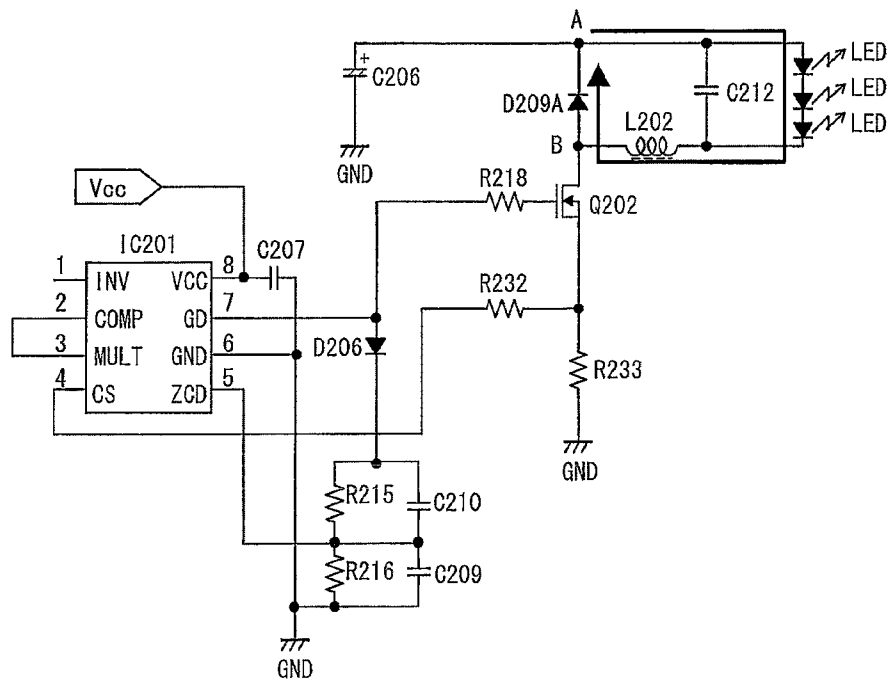 A
+
C206
GND
D209A
C212
LED
LED
LED
L202
B
R218
Q202
Vcc
IC201
C207
1 INV VCC 8
2 COMP GD 7
3 MULT GND 6
4 CS ZCD 5
D206
R232
R233
GND
R215
C210
R216
C209
GND